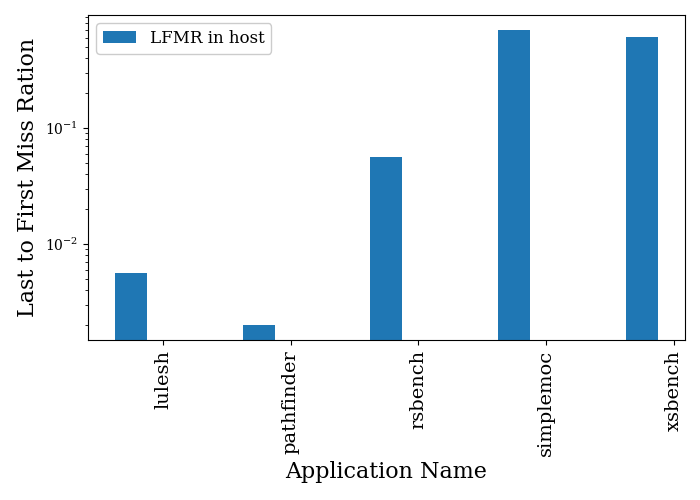 LFMR in host
Last to First Miss Ration
10⁻¹
10⁻²
lulesh
pathfinder
rsbench
simplemoc
xsbench
Application Name